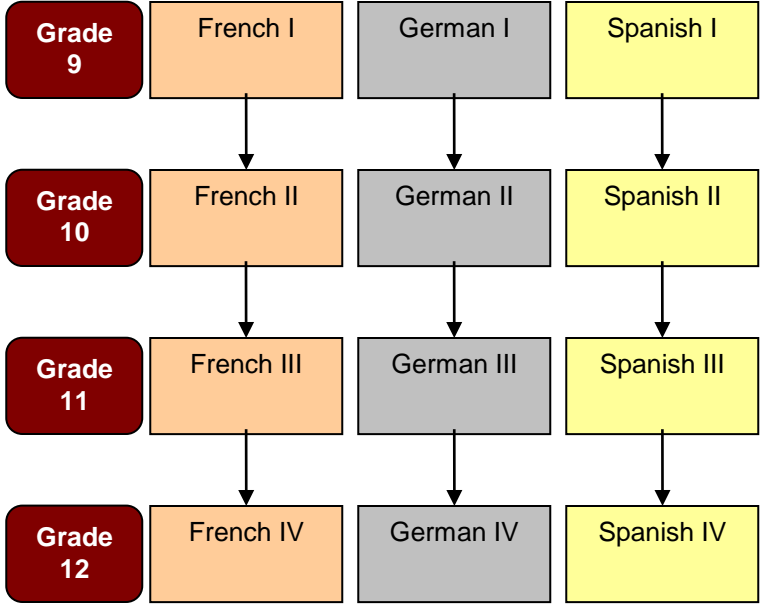 Grade
9
French I
German I
Spanish I
Grade
10
French II
German II
Spanish II
Grade
11
French III
German III
Spanish III
Grade
12
French IV
German IV
Spanish IV